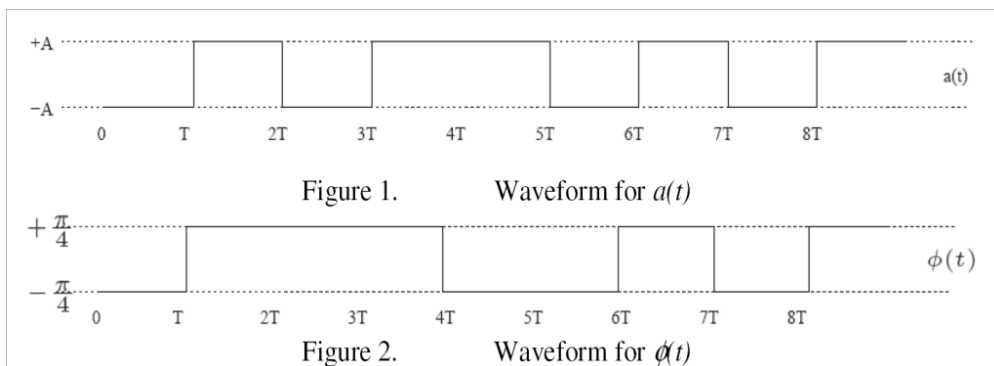 +A
a(t)
−A
0 T 2T 3T 4T 5T 6T 7T 8T
Figure 1. Waveform for a(t)
+ π/4
ϕ(t)
− π/4
0 T 2T 3T 4T 5T 6T 7T 8T
Figure 2. Waveform for ϕ(t)